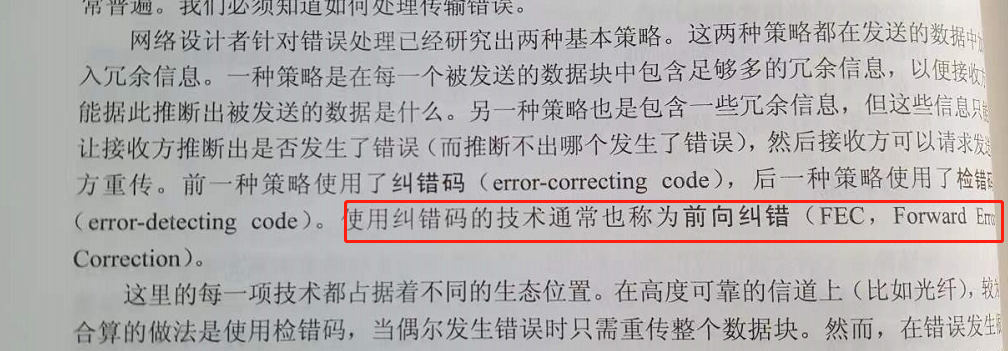 常普遍。我们必须知道如何处理传输错误。
网络设计者针对错误处理已经研究出两种基本策略。这两种策略都在发送的数据中
入冗余信息。一种策略是在每一个被发送的数据块中包含足够多的冗余信息，以便接收
能据此推断出被发送的数据是什么。另一种策略也是包含一些冗余信息，但这些信息只
让接收方推断出是否发生了错误（而推断不出哪个发生了错误），然后接收方可以请求发
方重传。前一种策略使用了纠错码（error-correcting code），后一种策略使用了检错码
（error-detecting code）。使用纠错码的技术通常也称为前向纠错（FEC，Forward Error
Correction）。
这里的每一项技术都占据着不同的生态位置。在高度可靠的信道上（比如光纤），较
合算的做法是使用检错码，当偶尔发生错误时只需重传整个数据块。然而，在错误发生